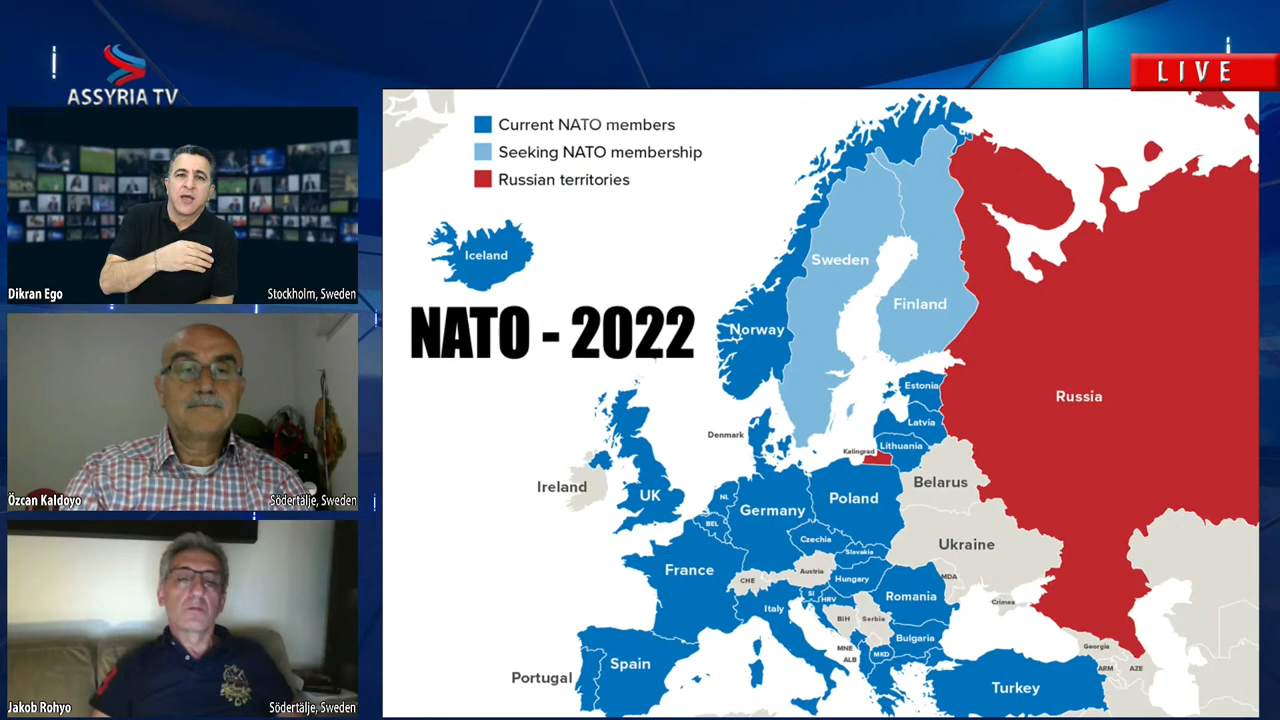 ASSYRIA TV
LIVE
Dikran Ego
Stockholm, Sweden
Özcan Kaldoyo
Södertälje, Sweden
Jakob Rohyo
Södertälje, Sweden
Current NATO members
Seeking NATO membership
Russian territories
NATO - 2022
Iceland
Sweden
Finland
Norway
Russia
Estonia
Latvia
Lithuania
Denmark
Kalingrad
Ireland
UK
NL
BEL
Germany
Poland
Belarus
Czechia
Slovakia
Ukraine
France
CHE
Austria
Hungary
MDA
SI
HRV
Romania
Crimea
Italy
BIH
Serbia
Bulgaria
MNE
ALB
MKD
Georgia
ARM
AZE
Portugal
Spain
Turkey